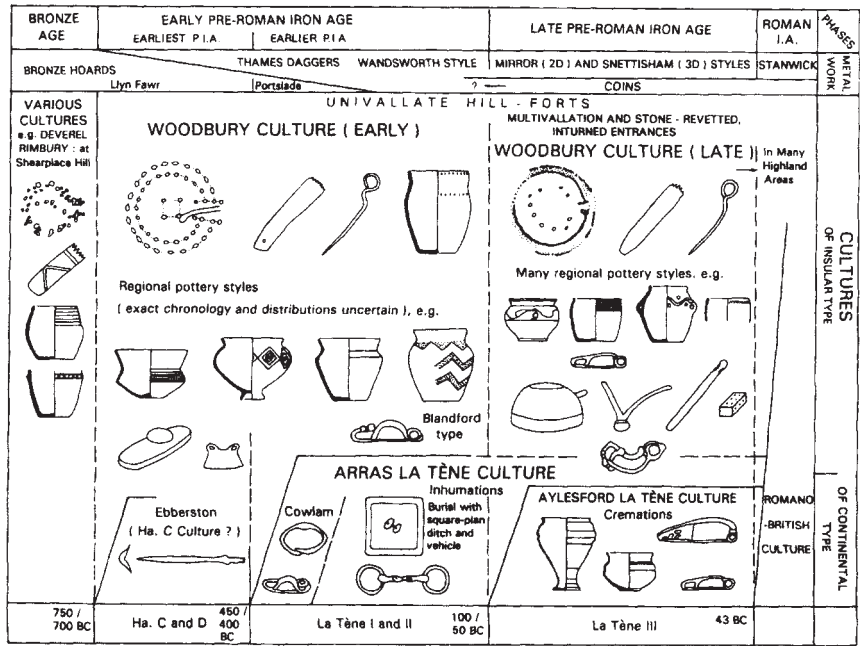 BRONZE
AGE
EARLY PRE-ROMAN IRON AGE
EARLIEST P.I.A.
EARLIER P.I.A
LATE PRE-ROMAN IRON AGE
ROMAN
I.A.
PHASES
BRONZE HOARDS
THAMES DAGGERS
WANDSWORTH STYLE
MIRROR ( 2D ) AND SNETTISHAM ( 3D ) STYLES
STANWICK
METAL
WORK
Llyn Fawr
Portslade
? —
COINS
VARIOUS
CULTURES
e.g. DEVEREL
RIMBURY : at
Shearplace Hill
UNIVALLATE HILL - FORTS
WOODBURY CULTURE ( EARLY )
MULTIVALLATION AND STONE - REVETTED,
INTURNED ENTRANCES
WOODBURY CULTURE ( LATE )
in Many
Highland
Areas
CULTURES
OF INSULAR TYPE
Regional pottery styles
( exact chronology and distributions uncertain ), e.g.
Many regional pottery styles. e.g.
Blandford
type
ARRAS LA TÈNE CULTURE
Ebberston
( Ha. C Culture ? )
Cowlam
Inhumations
Burial with
square-plan
ditch and
vehicle
AYLESFORD LA TÈNE CULTURE
Cremations
ROMANO
-BRITISH
CULTURE
OF CONTINENTAL
TYPE
750 /
700 BC
Ha. C and D
450 /
400
BC
La Tène I and II
100 /
50 BC
La Tène III
43 BC